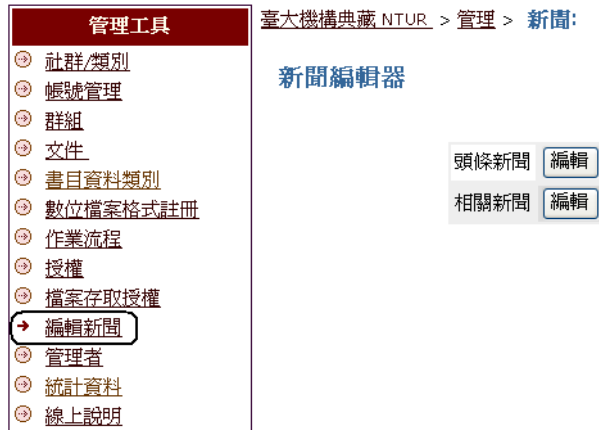 管理工具
社群/類別
帳號管理
群組
文件
書目資料類別
數位檔案格式註冊
作業流程
授權
檔案存取授權
編輯新聞
管理者
統計資料
線上說明
臺大機構典藏 NTUR > 管理 > 新聞:
新聞編輯器
頭條新聞 編輯
相關新聞 編輯